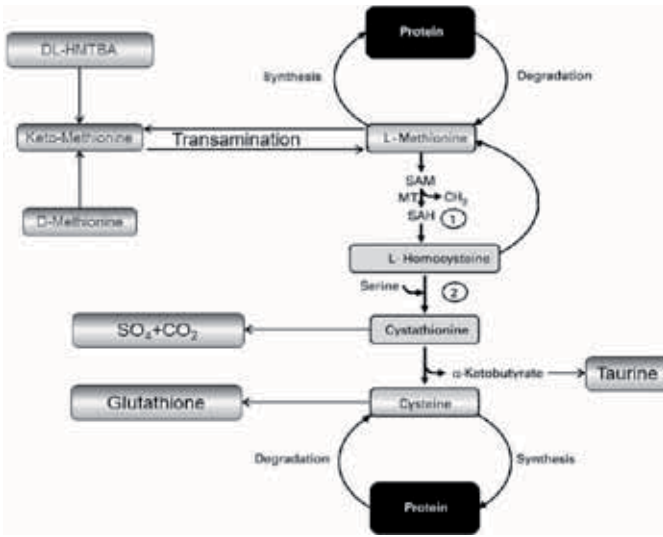 Protein
DL-HMTBA
Synthesis
Degradation
Keto-Methionine
Transamination
L-Methionine
SAM
MT CH3
SAH 1
D-Methionine
L-Homocysteine
Serine 2
SO4+CO2
Cystathionine
α-Ketobutyrate
Taurine
Glutathione
Cysteine
Degradation
Synthesis
Protein